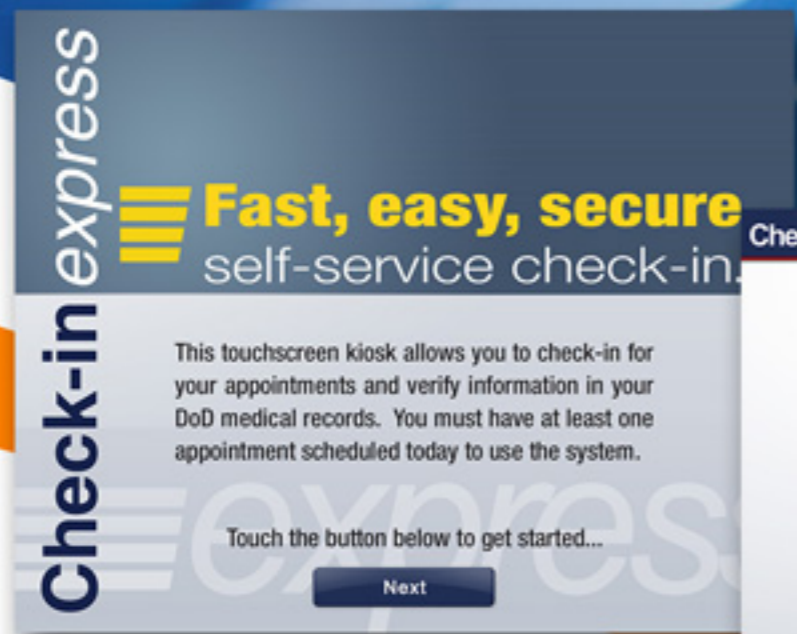 Check-in express
Fast, easy, secure
self-service check-in.
This touchscreen kiosk allows you to check-in for
your appointments and verify information in your
DoD medical records. You must have at least one
appointment scheduled today to use the system.
express
Touch the button below to get started...
Next
Che